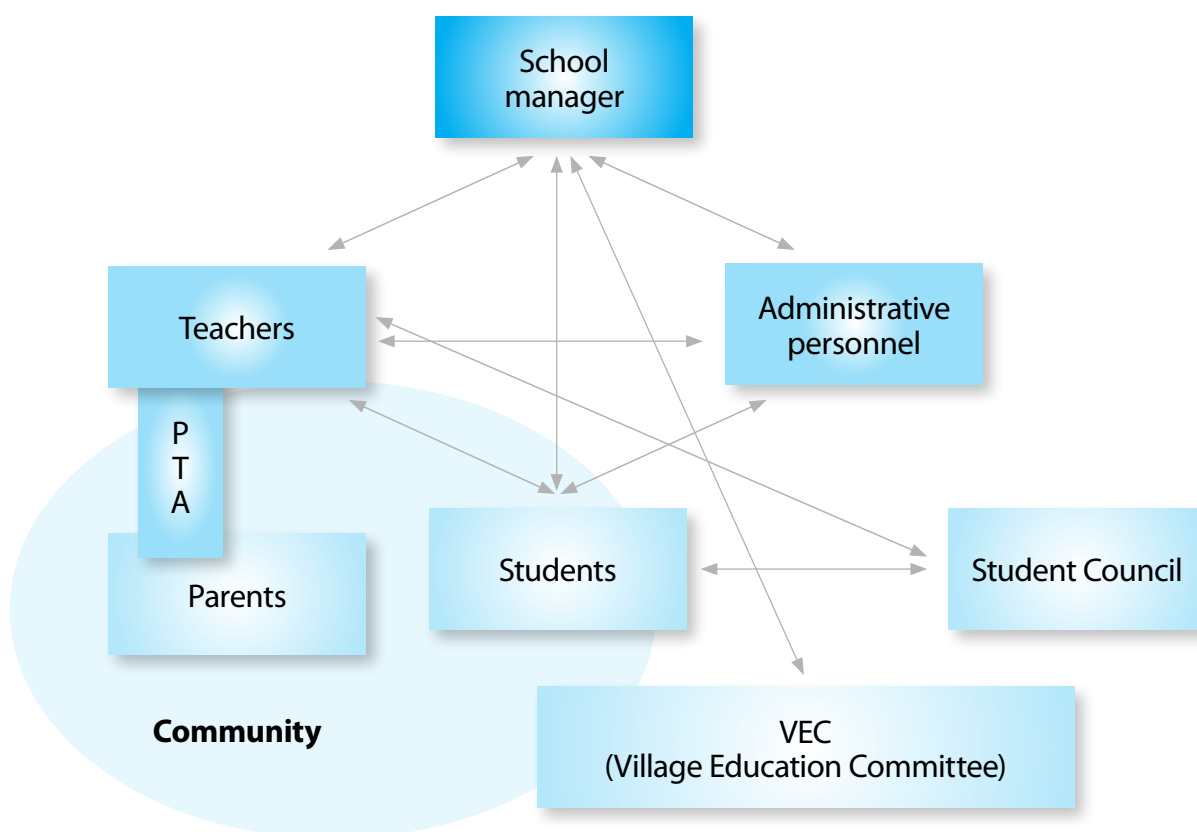 School
manager
Teachers
Administrative
personnel
P
T
A
Parents
Students
Student Council
Community
VEC
(Village Education Committee)